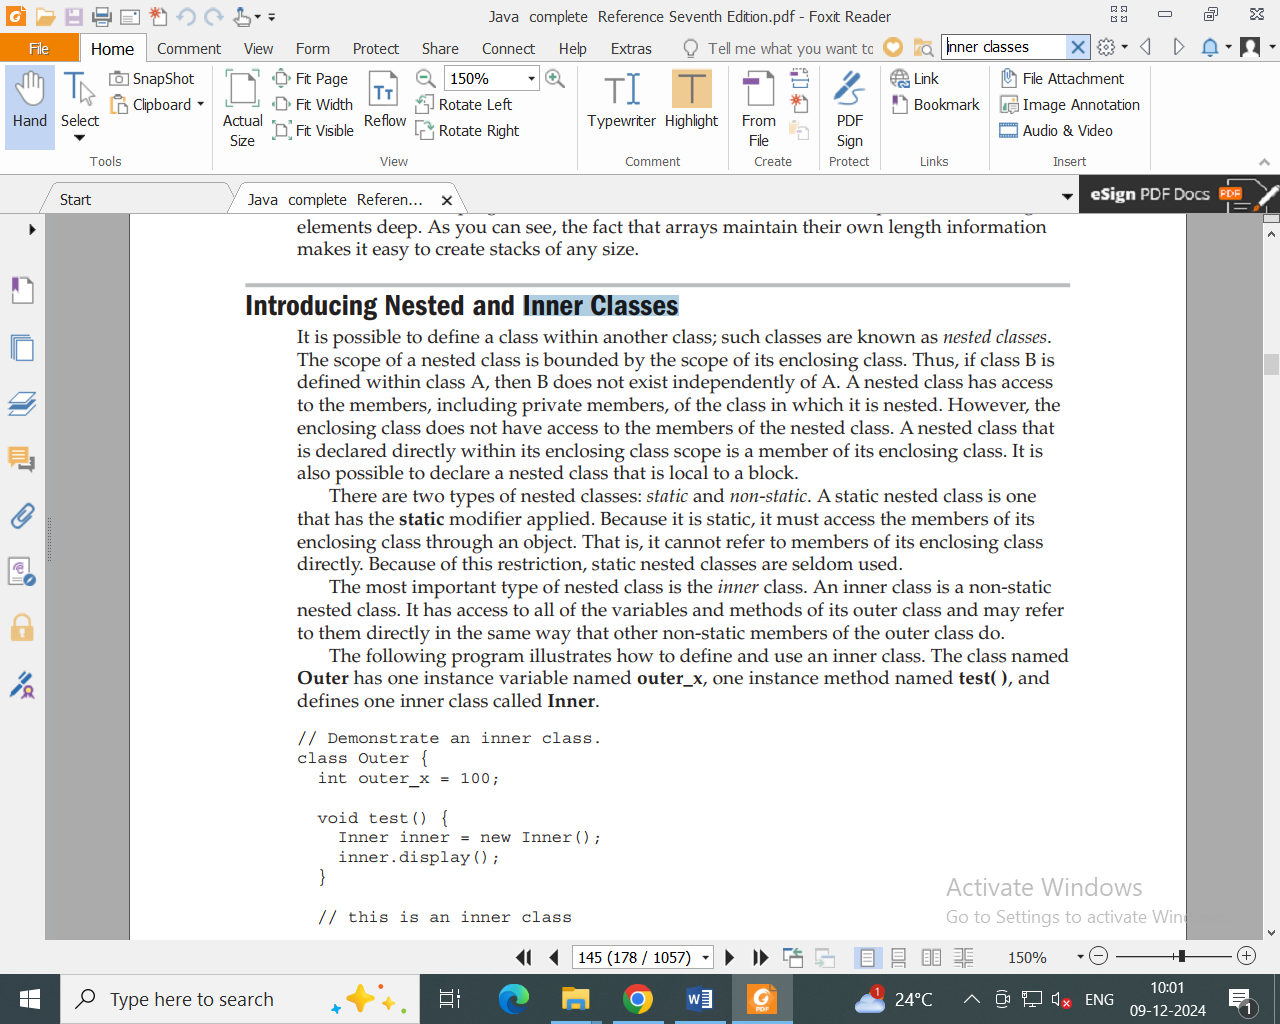 Java complete Reference Seventh Edition.pdf - Foxit Reader
File Home Comment View Form Protect Share Connect Help Extras Tell me what you want to inner classes
Hand Select SnapShot Clipboard Actual Size Fit Page Fit Width Fit Visible Reflow 150% Rotate Left Rotate Right Typewriter Highlight From File PDF Sign Link Bookmark File Attachment Image Annotation Audio & Video
Tools View Comment Create Protect Links Insert
Start Java complete Referen... eSign PDF Docs PDF
elements deep. As you can see, the fact that arrays maintain their own length information
makes it easy to create stacks of any size.
Introducing Nested and Inner Classes
It is possible to define a class within another class; such classes are known as nested classes.
The scope of a nested class is bounded by the scope of its enclosing class. Thus, if class B is
defined within class A, then B does not exist independently of A. A nested class has access
to the members, including private members, of the class in which it is nested. However, the
enclosing class does not have access to the members of the nested class. A nested class that
is declared directly within its enclosing class scope is a member of its enclosing class. It is
also possible to declare a nested class that is local to a block.
There are two types of nested classes: static and non-static. A static nested class is one
that has the static modifier applied. Because it is static, it must access the members of its
enclosing class through an object. That is, it cannot refer to members of its enclosing class
directly. Because of this restriction, static nested classes are seldom used.
The most important type of nested class is the inner class. An inner class is a non-static
nested class. It has access to all of the variables and methods of its outer class and may refer
to them directly in the same way that other non-static members of the outer class do.
The following program illustrates how to define and use an inner class. The class named
Outer has one instance variable named outer_x, one instance method named test( ), and
defines one inner class called Inner.
// Demonstrate an inner class.
class Outer {
int outer_x = 100;
void test() {
Inner inner = new Inner();
inner.display();
}
// this is an inner class
Activate Windows
Go to Settings to activate Win
145 (178 / 1057) 150%
Type here to search 1 24°C ENG 10:01
09-12-2024 1